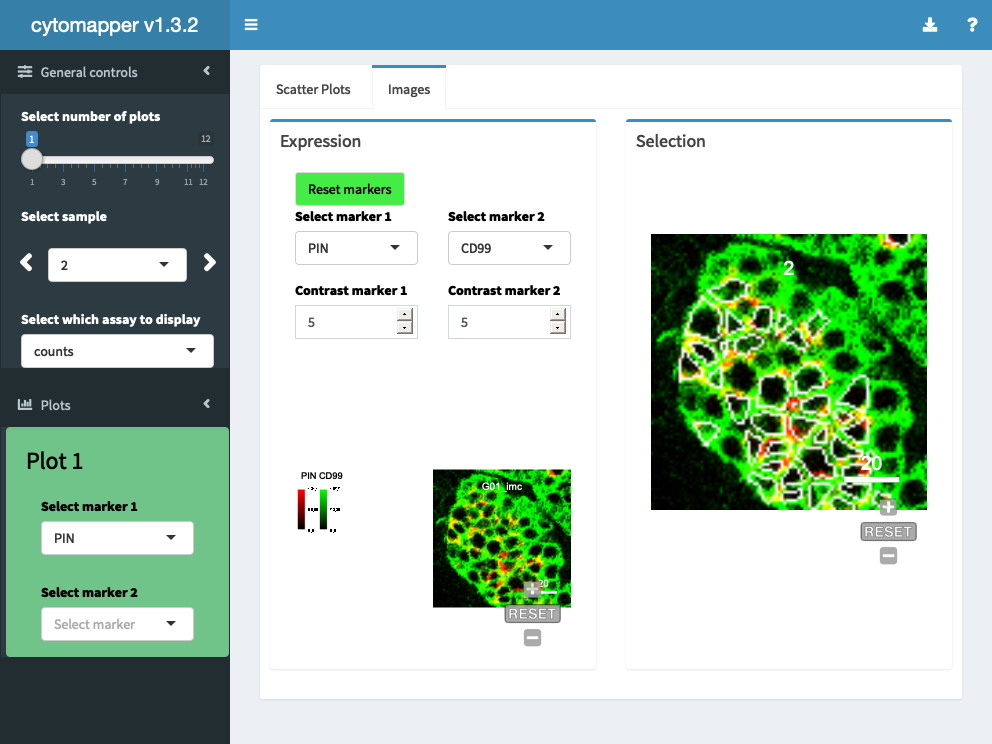 cytomapper v1.3.2
?
General controls
Select number of plots
1 12
1 3 5 7 9 11 12
Select sample
2
Select which assay to display
counts
Plots
Plot 1
Select marker 1
PIN
Select marker 2
Select marker
Scatter Plots Images
Expression
Reset markers
Select marker 1 Select marker 2
PIN CD99
Contrast marker 1 Contrast marker 2
5 5
PIN CD99
G01_imc
20
+
RESET
−
Selection
2
20
+
RESET
−